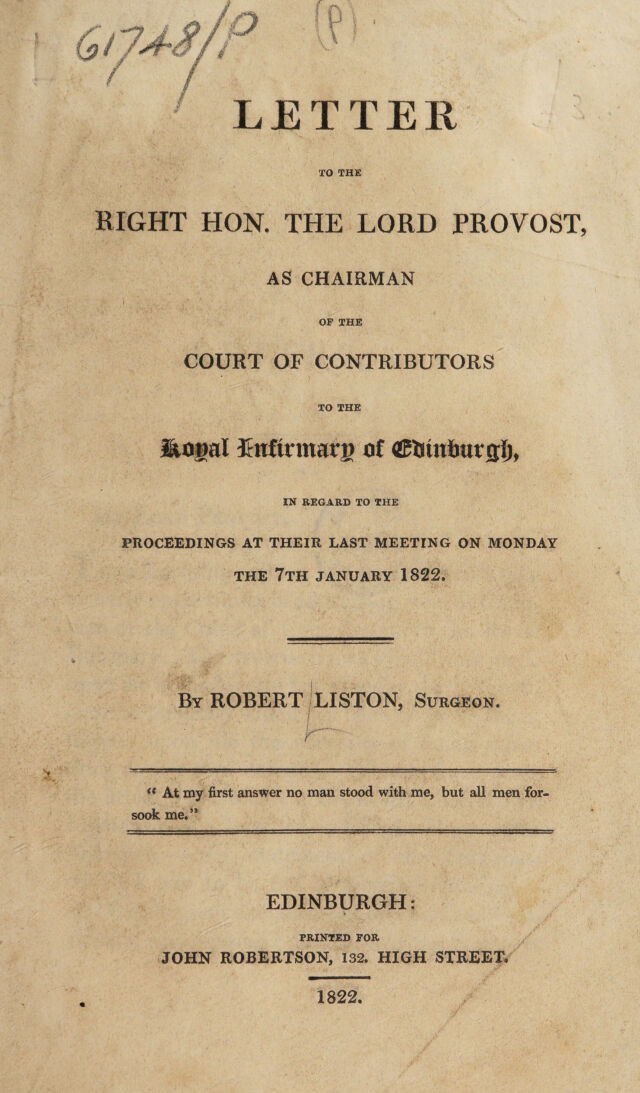 61748/P (P)
LETTER
TO THE
RIGHT HON. THE LORD PROVOST,
AS CHAIRMAN
OF THE
COURT OF CONTRIBUTORS
TO THE
Royal Infirmary of Edinburgh,
IN REGARD TO THE
PROCEEDINGS AT THEIR LAST MEETING ON MONDAY
THE 7TH JANUARY 1822.
By ROBERT LISTON, Surgeon.
“ At my first answer no man stood with me, but all men for-
sook me.”
EDINBURGH:
PRINTED FOR
JOHN ROBERTSON, 132. HIGH STREET.
1822.